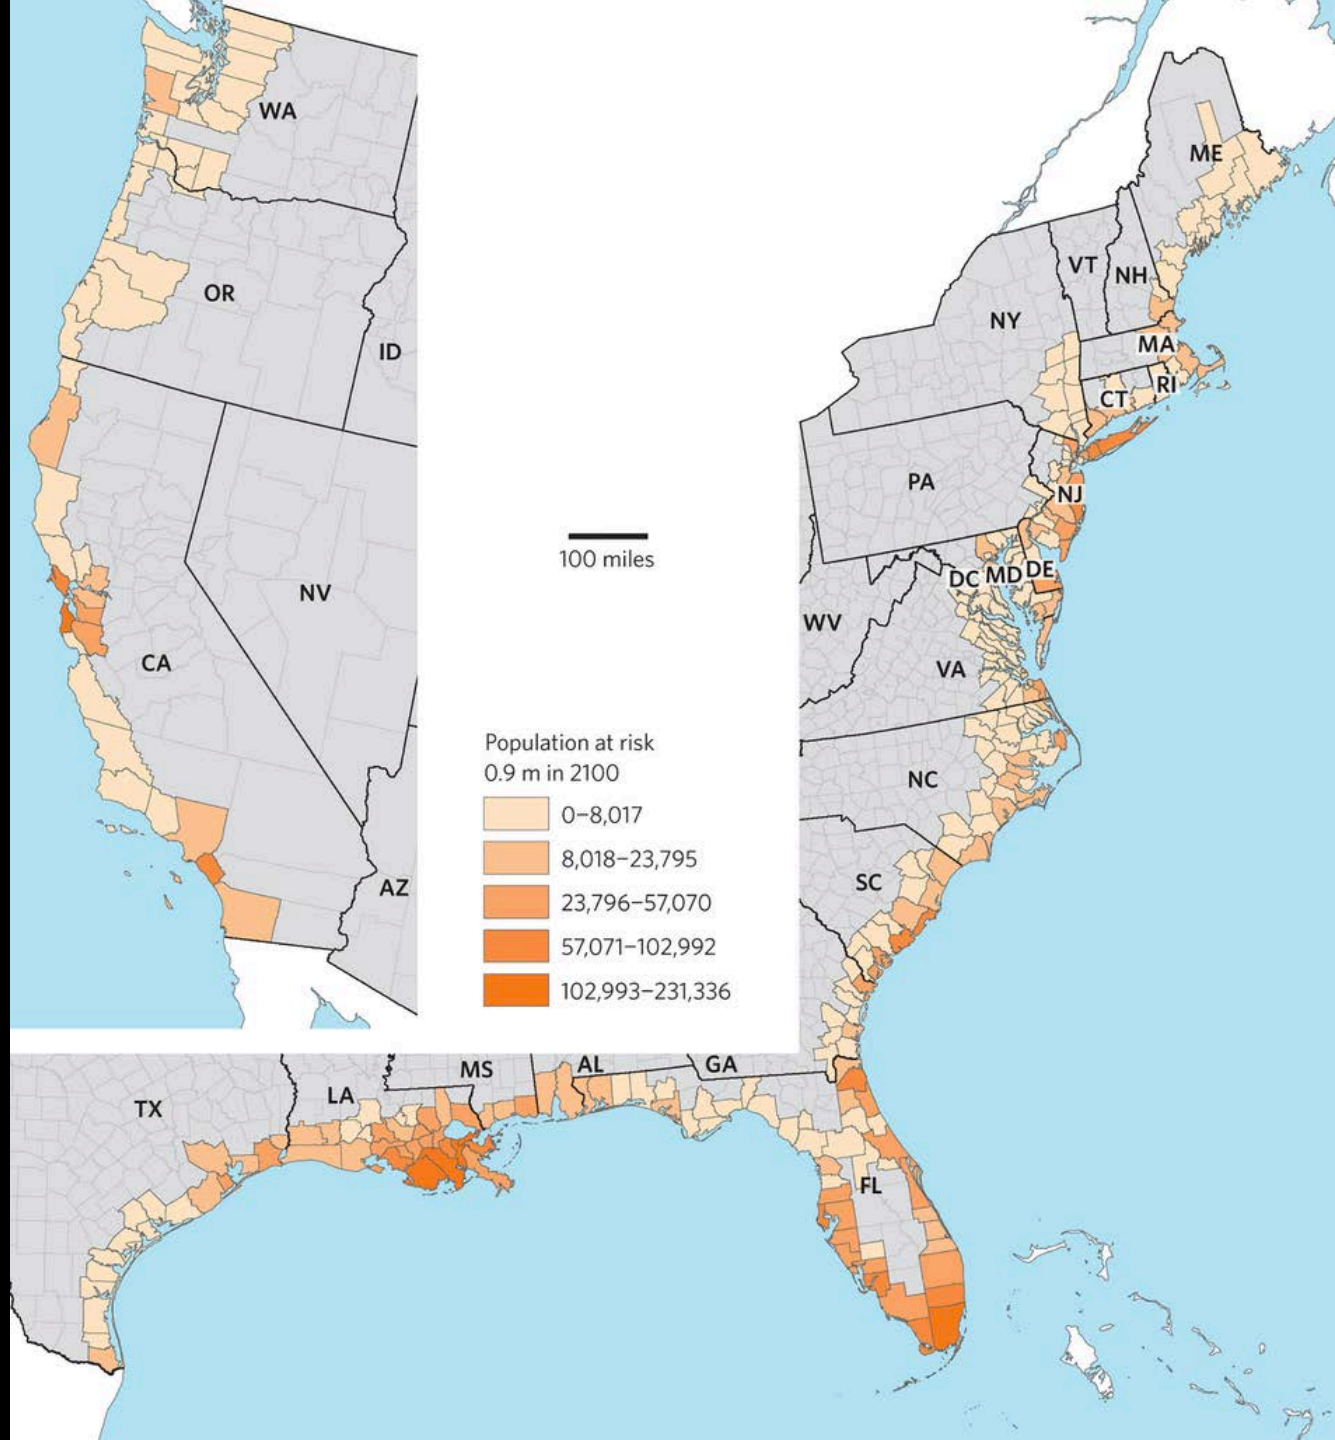 WA
OR
ID
NV
CA
AZ
ME
VT
NH
NY
MA
CT
RI
PA
NJ
DC
MD
DE
WV
VA
NC
SC
100 miles
Population at risk
0.9 m in 2100
0–8,017
8,018–23,795
23,796–57,070
57,071–102,992
102,993–231,336
TX
LA
MS
AL
GA
FL